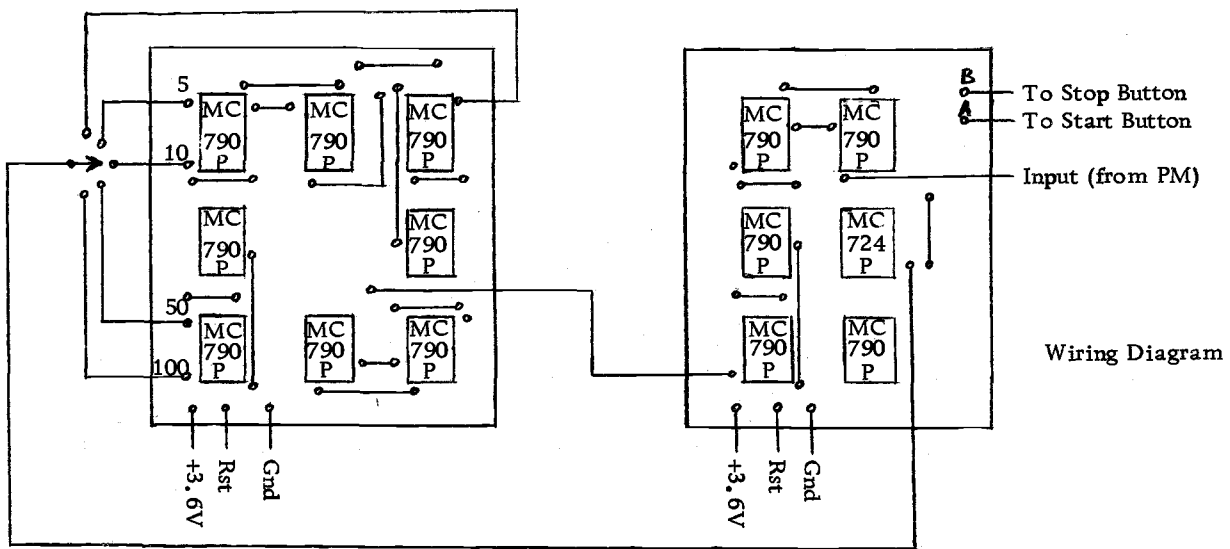 5
MC
790
P
MC
790
P
MC
790
P
10
MC
790
P
MC
790
P
50
MC
790
P
MC
790
P
MC
790
P
100
+3.6V
Rst
Gnd
B
To Stop Button
A
To Start Button
MC
790
P
MC
790
P
Input (from PM)
MC
790
P
MC
724
P
MC
790
P
MC
790
P
Wiring Diagram
+3.6V
Rst
Gnd